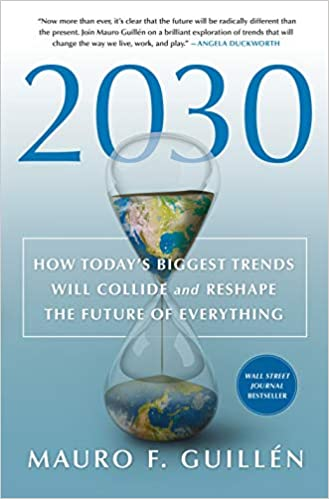 "Now more than ever, it's clear that the future will be radically different than
the present. Join Mauro Guillén on a brilliant exploration of trends that will
change the way we live, work, and play." —ANGELA DUCKWORTH
2030
HOW TODAY'S BIGGEST TRENDS
WILL COLLIDE and RESHAPE
THE FUTURE OF EVERYTHING
WALL STREET
JOURNAL
BESTSELLER
MAURO F. GUILLÉN